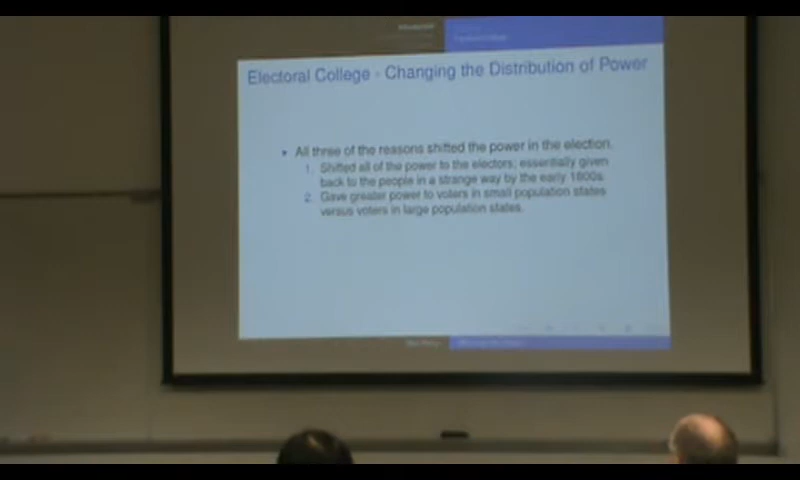 Introduction
Electoral College - Changing the Distribution of Power
All three of the reasons shifted the power in the election.
1. Shifted all of the power to the electors; essentially given
back to the people in a strange way by the early 1800s.
2. Gave greater power to voters in small population states
versus voters in large population states.